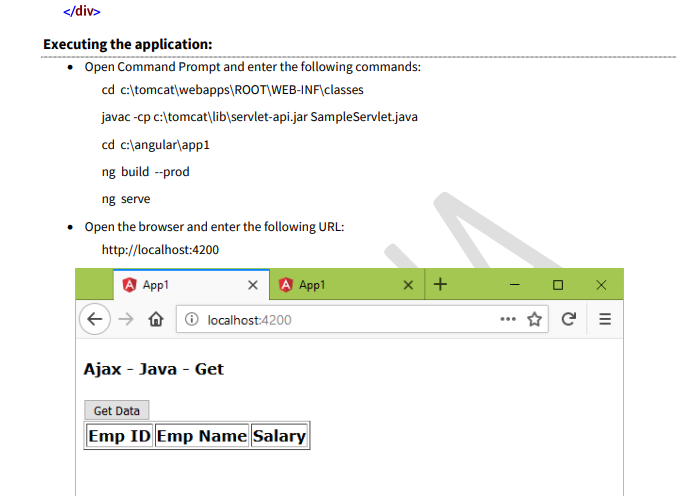 </div>
Executing the application:
• Open Command Prompt and enter the following commands:
cd c:\tomcat\webapps\ROOT\WEB-INF\classes
javac -cp c:\tomcat\lib\servlet-api.jar SampleServlet.java
cd c:\angular\app1
ng build --prod
ng serve
• Open the browser and enter the following URL:
http://localhost:4200
App1 App1
localhost:4200
Ajax - Java - Get
Get Data
Emp ID Emp Name Salary